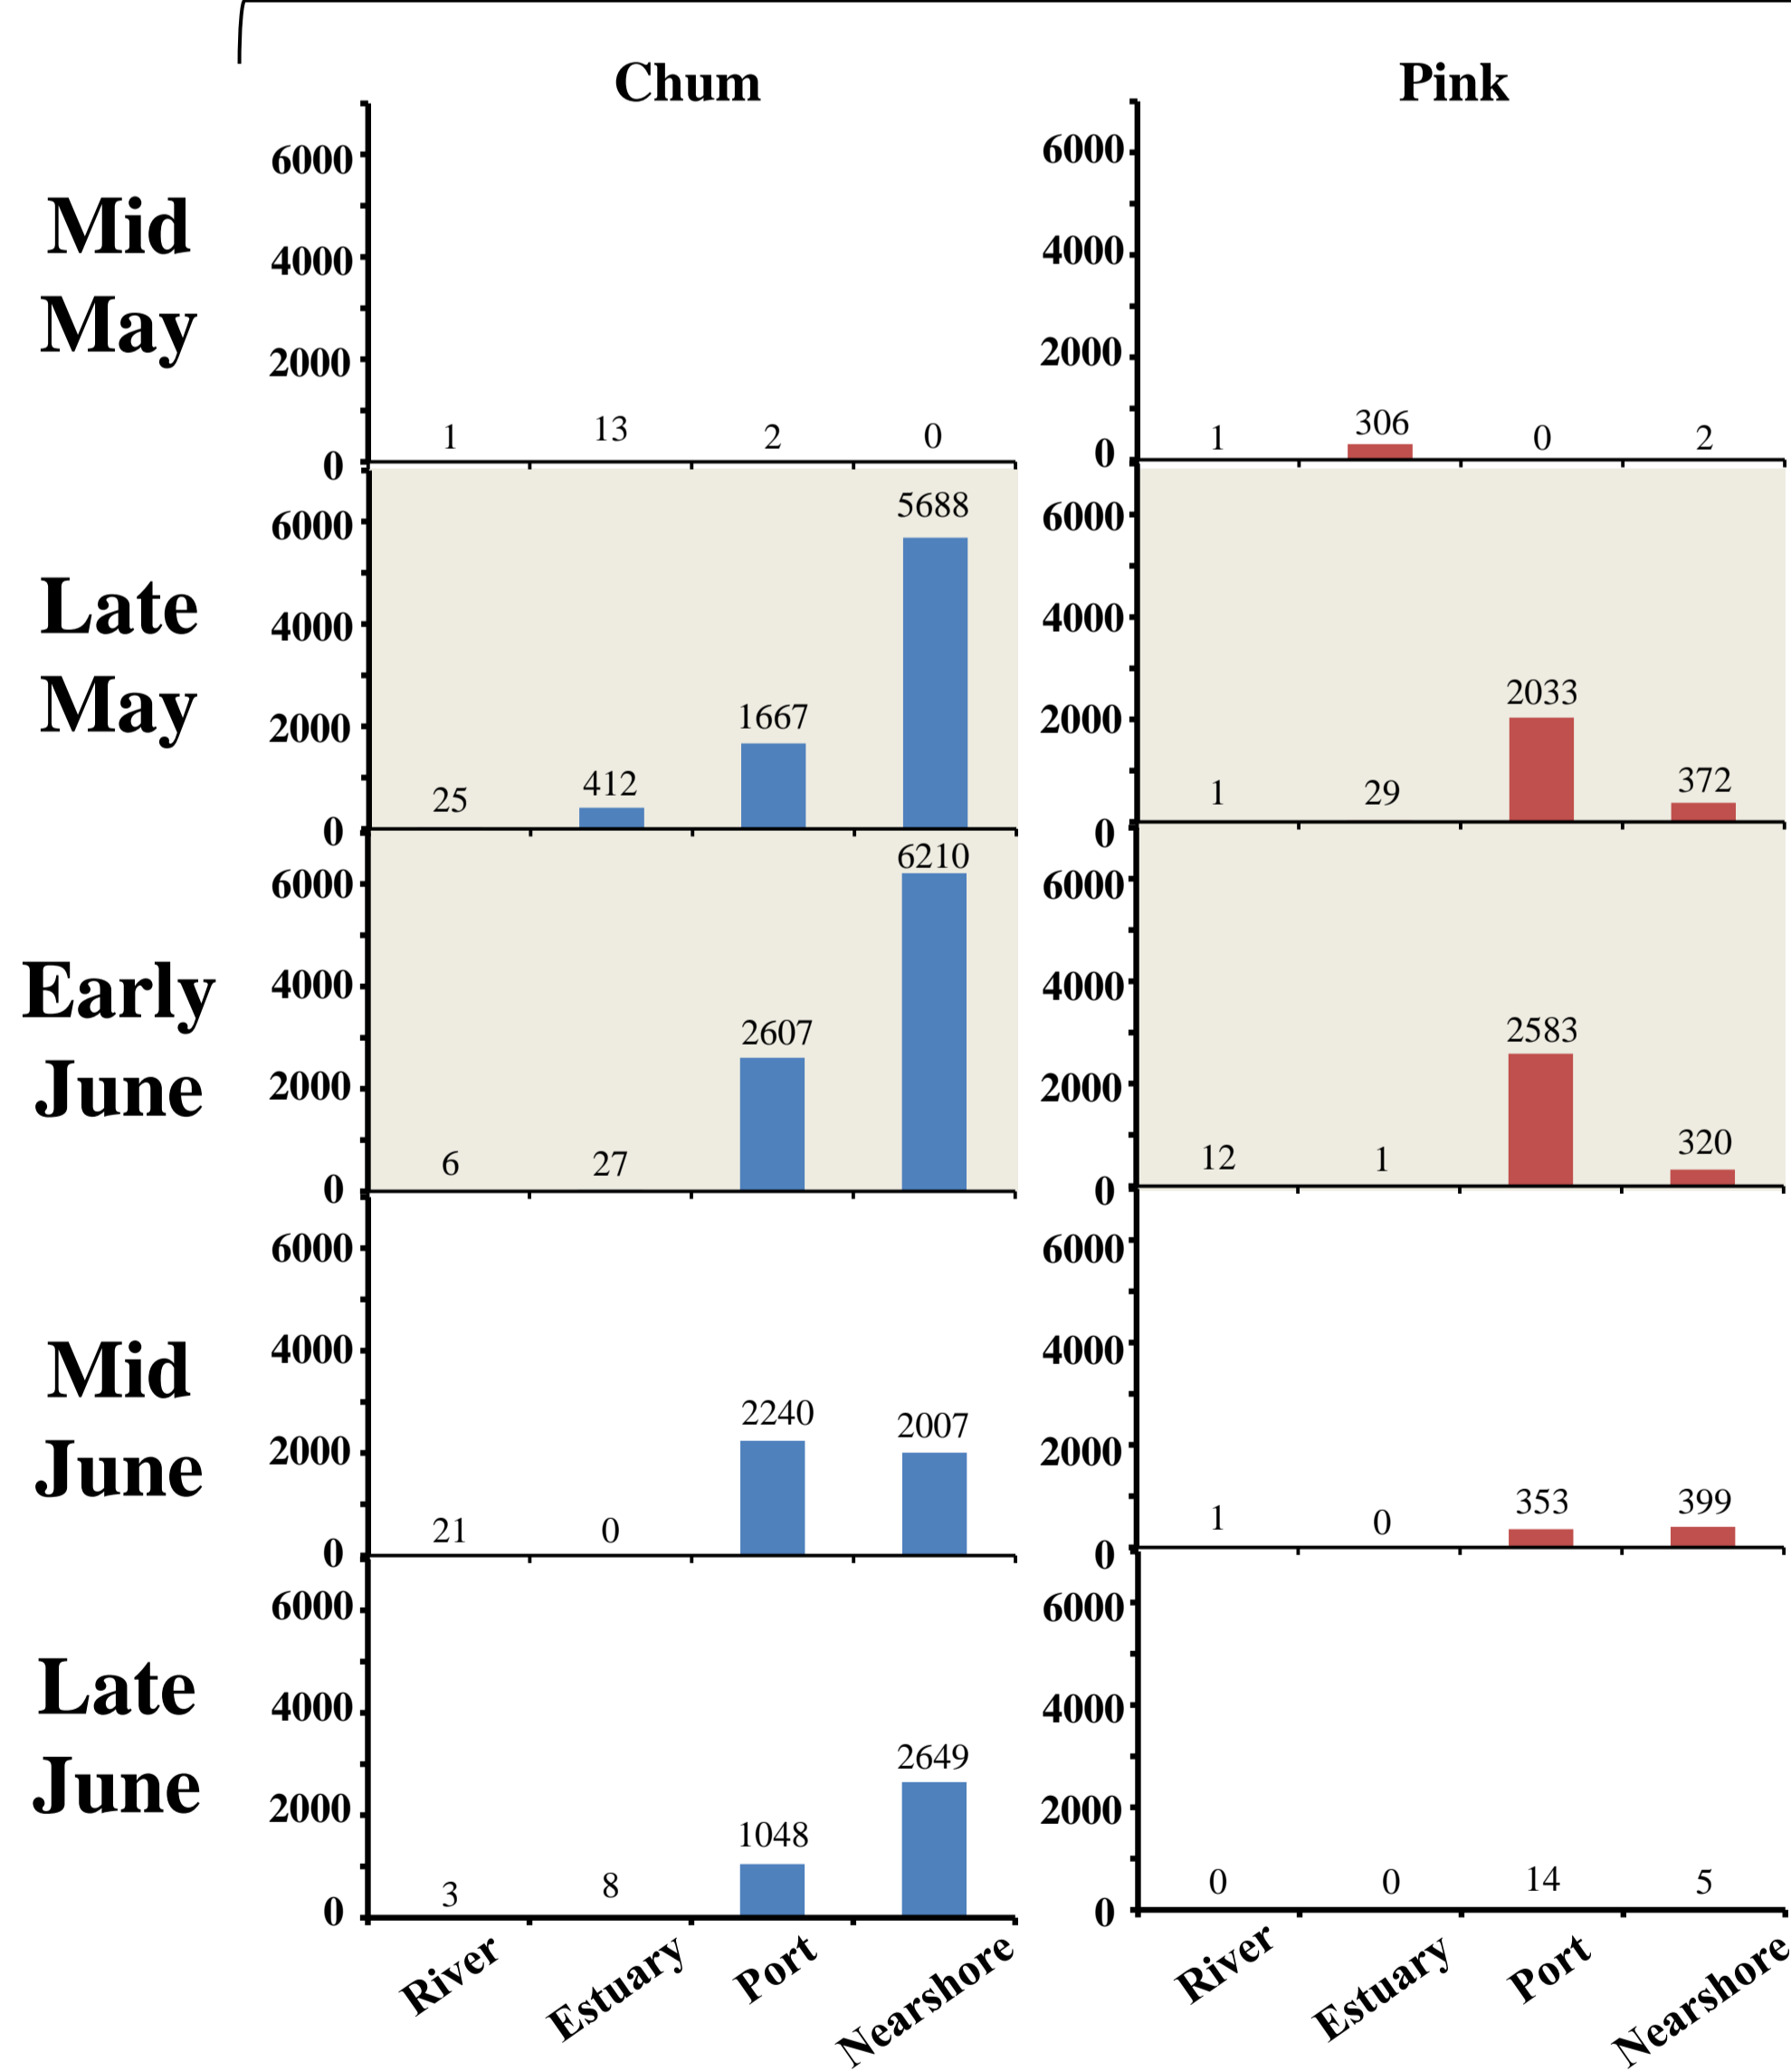 Chum Pink
Mid
May
6000
4000
2000
0
1 13 2 0
6000
4000
2000
0
1 306 0 2
Late
May
6000
4000
2000
0
25 412 1667 5688
6000
4000
2000
0
1 29 2033 372
Early
June
6000
4000
2000
0
6 27 2607 6210
6000
4000
2000
0
12 1 2583 320
Mid
June
6000
4000
2000
0
21 0 2240 2007
6000
4000
2000
0
1 0 353 399
Late
June
6000
4000
2000
0
3 8 1048 2649
6000
4000
2000
0
0 0 14 5
River Estuary Port Nearshore
River Estuary Port Nearshore